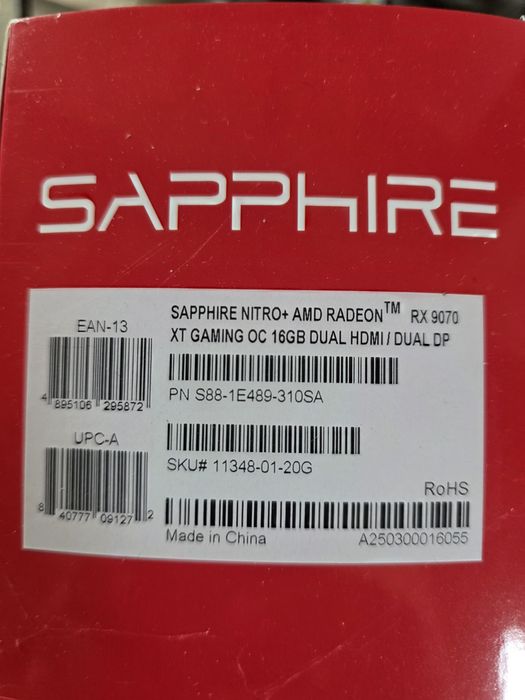 SAPPHIRE
SAPPHIRE NITRO+ AMD RADEON™ RX 9070
XT GAMING OC 16GB DUAL HDMI / DUAL DP
EAN-13
4 895106 295872
PN S88-1E489-310SA
UPC-A
8 40777 09127 2
SKU# 11348-01-20G
RoHS
Made in China
A250300016055